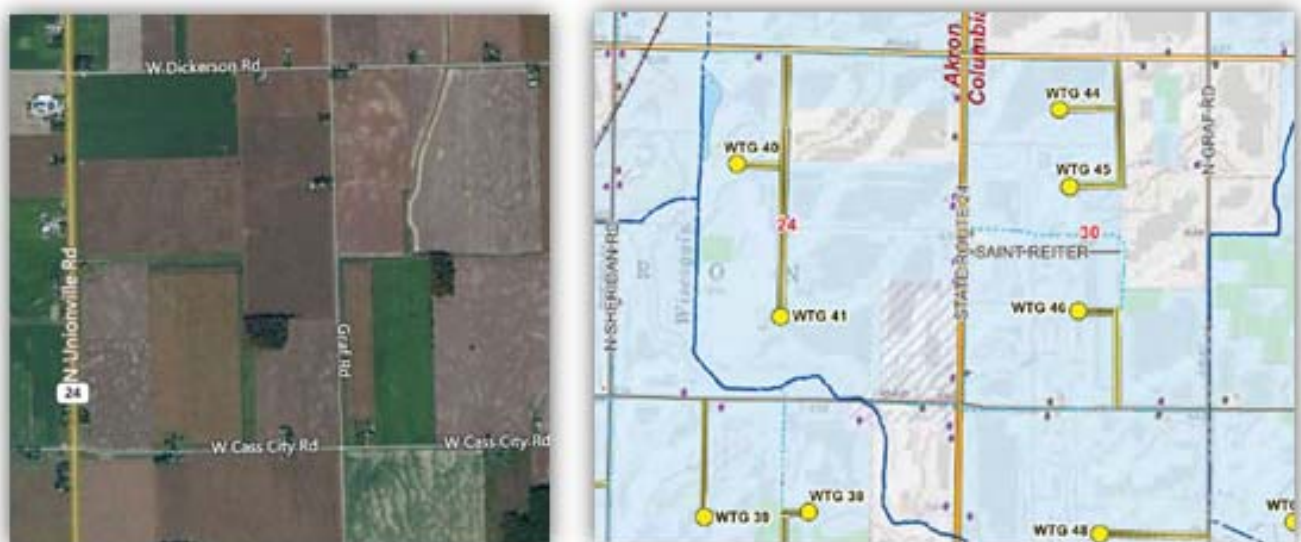 W Dickerson Rd
N Unionville Rd
24
Graf Rd
W Cass City Rd
W Cass City Rd
Akron
Columbia
WTG 44
N GRAF RD
WTG 40
WTG 45
24
30
N SHERIDAN RD
STATE ROUTE 24
SAINT REITER
R O N
Wisconsin
WTG 41
WTG 46
WTG 39
WTG 38
WTG 48